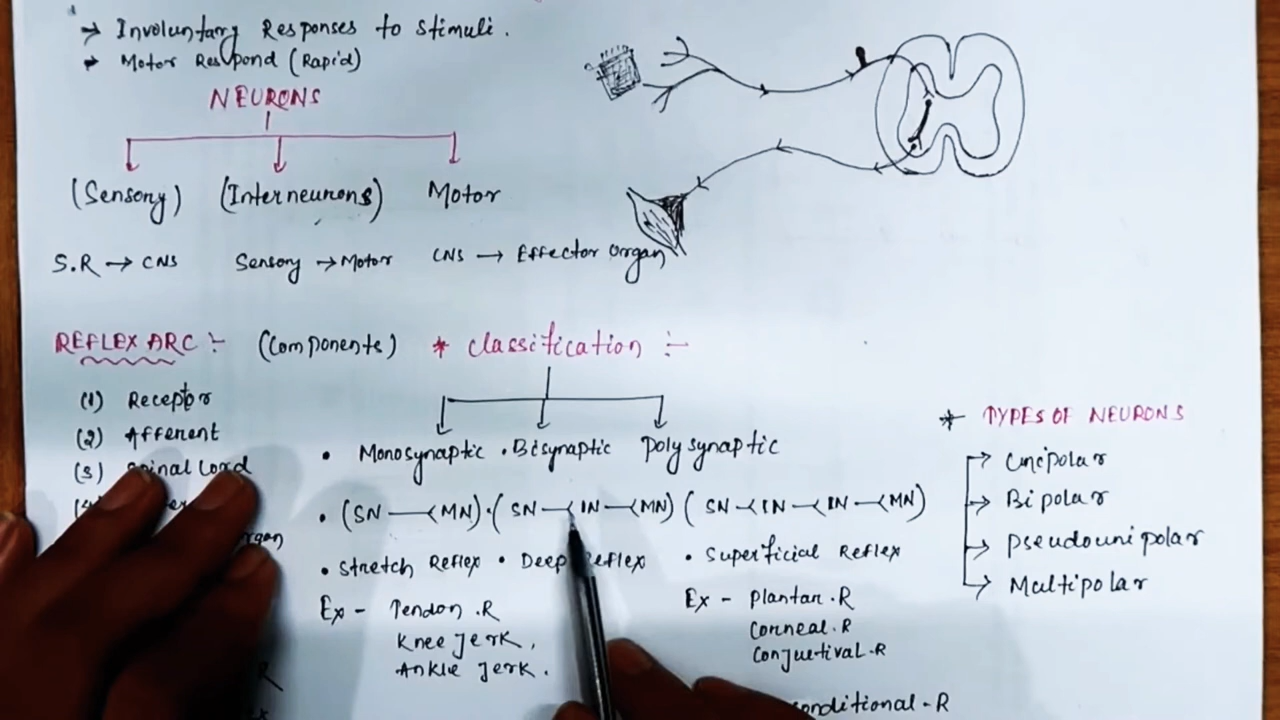 → Involuntary Responses to Stimuli.
→ Motor Respond (Rapid)
NEURONS
(Sensory) (Interneurons) Motor
S.R → CNS Sensory → Motor CNS → Effector Organ
REFLEX ARC :- (Components) * Classification :-
(1) Receptor
(2) Afferent
(3) Spinal Cord
• Monosynaptic • Bisynaptic Poly synaptic
• (SN —< MN) • (SN —< IN —< MN) (SN —< IN —< IN —< MN)
• Stretch Reflex • Deep Reflex • Superficial Reflex
Ex - Tendon .R
Knee Jerk,
Ankle Jerk.
Ex - Plantar .R
Corneal .R
Conjuctival .R
conditional - R
* TYPES OF NEURONS
→ Unipolar
→ Bipolar
→ Pseudounipolar
→ Multipolar